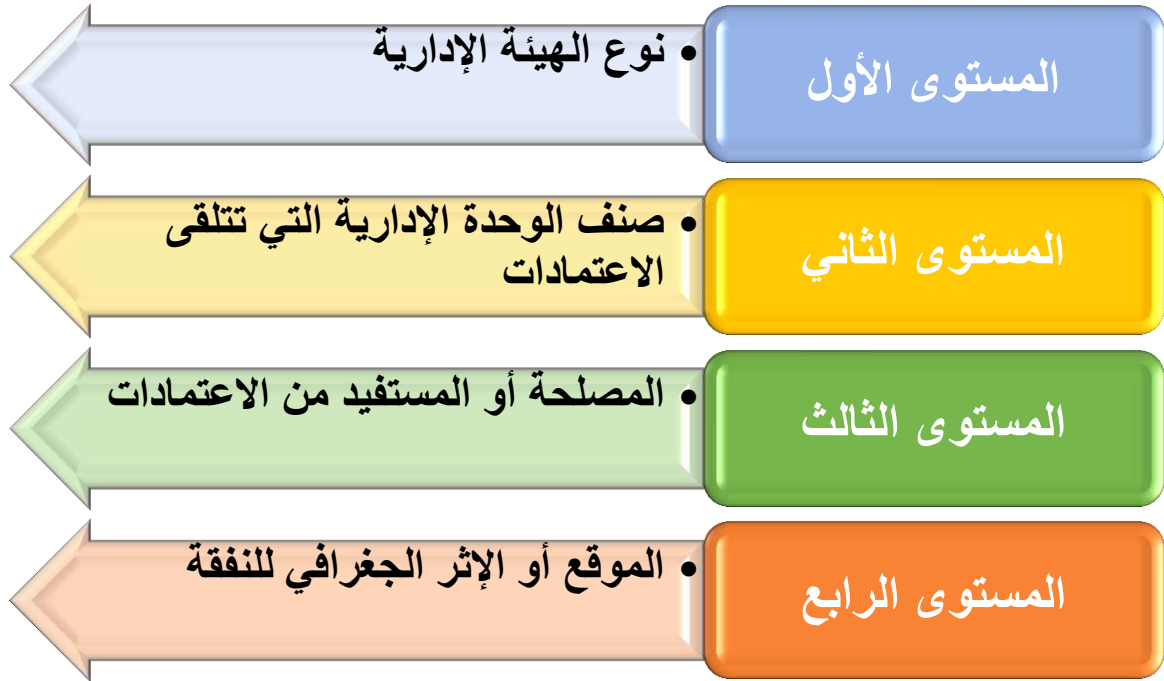 المستوى الأول
• نوع الهيئة الإدارية
المستوى الثاني
• صنف الوحدة الإدارية التي تتلقى
الاعتمادات
المستوى الثالث
• المصلحة أو المستفيد من الاعتمادات
المستوى الرابع
• الموقع أو الإثر الجغرافي للنفقة